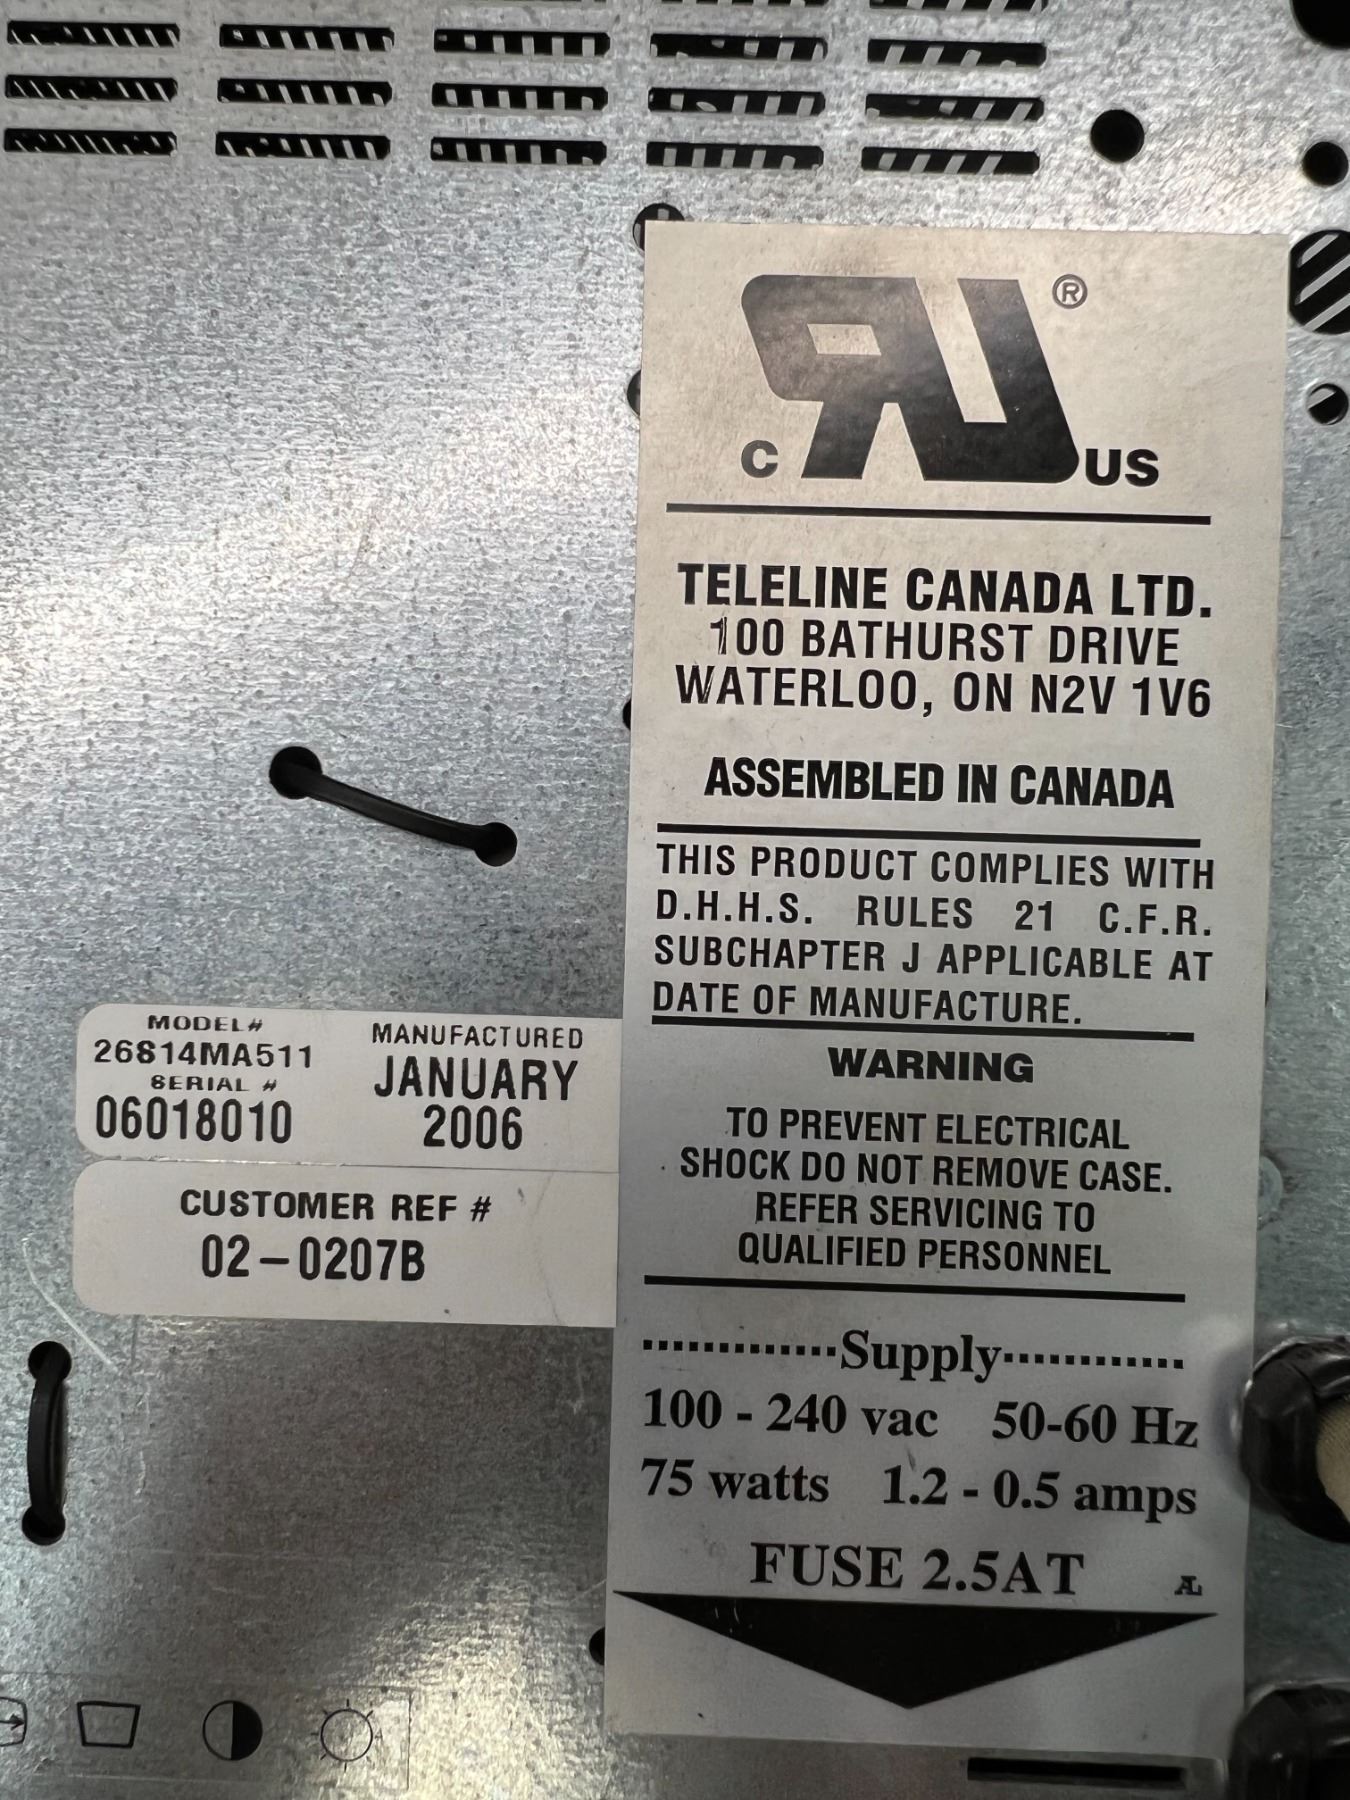 ®
C RU US
TELELINE CANADA LTD.
100 BATHURST DRIVE
WATERLOO, ON N2V 1V6
ASSEMBLED IN CANADA
THIS PRODUCT COMPLIES WITH
D.H.H.S. RULES 21 C.F.R.
SUBCHAPTER J APPLICABLE AT
DATE OF MANUFACTURE.
WARNING
TO PREVENT ELECTRICAL
SHOCK DO NOT REMOVE CASE.
REFER SERVICING TO
QUALIFIED PERSONNEL
.............Supply............
100 - 240 vac 50-60 Hz
75 watts 1.2 - 0.5 amps
FUSE 2.5AT
MODEL#
26814MA511
SERIAL #
06018010
MANUFACTURED
JANUARY
2006
CUSTOMER REF #
02-0207B